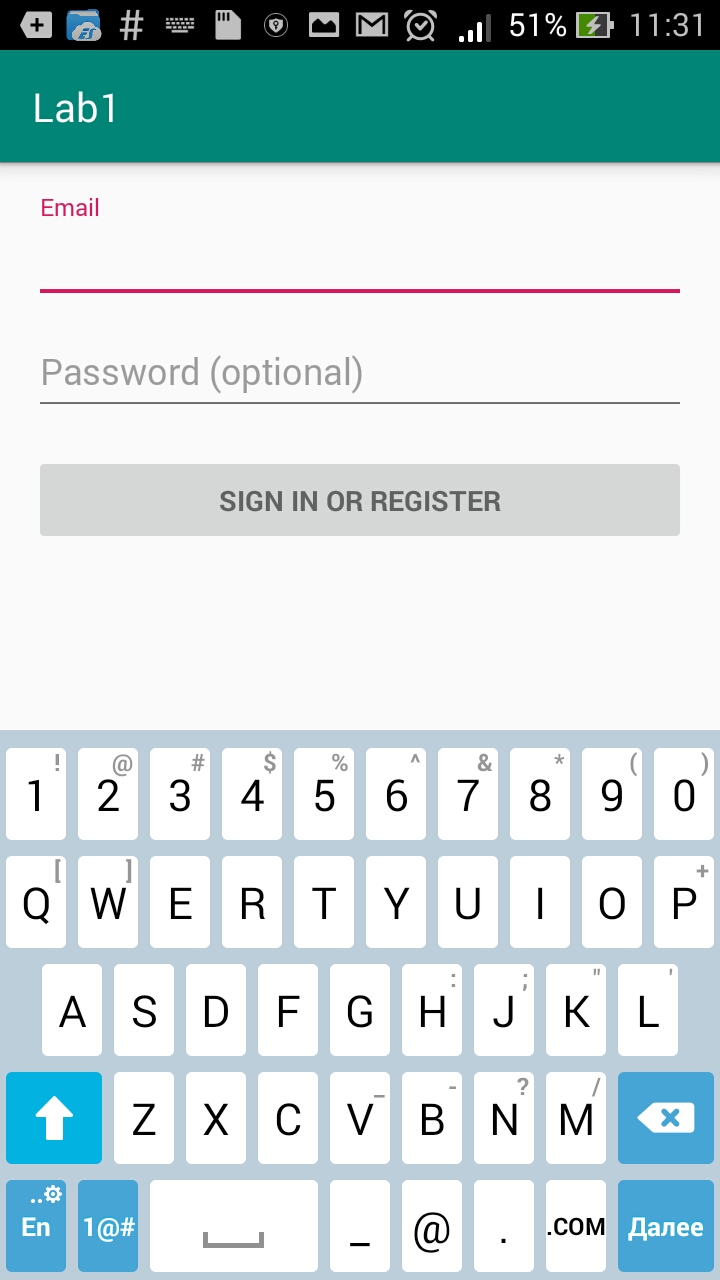 51% 11:31
Lab1
Email
Password (optional)
SIGN IN OR REGISTER
! @ # $ % ^ & * ( )
1 2 3 4 5 6 7 8 9 0
[ ] +
Q W E R T Y U I O P
: ; " '
A S D F G H J K L
_ - ? /
Z X C V B N M
En 1@# _ @ . .COM Далее